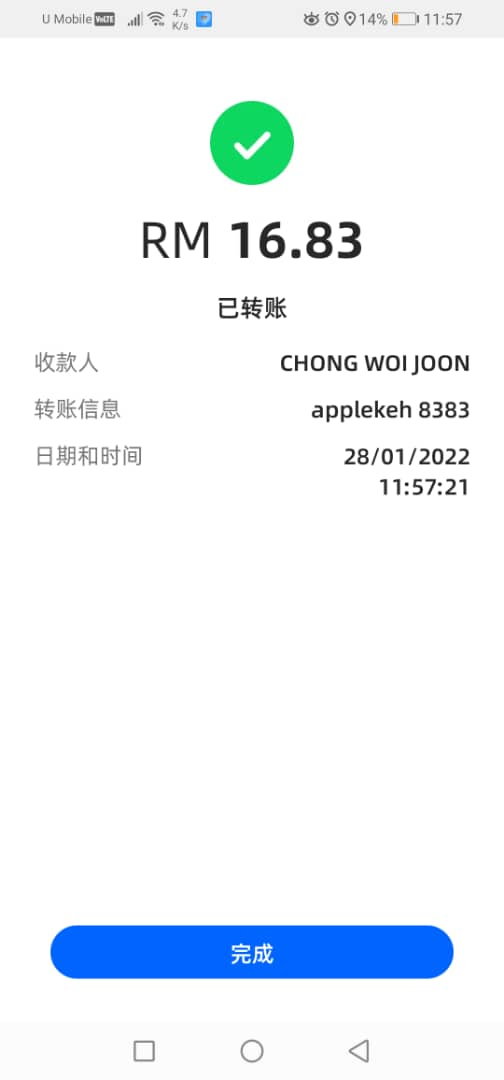 U Mobile VoLTE 4.7 K/s 14% 11:57
RM 16.83
已转账
收款人 CHONG WOI JOON
转账信息 applekeh 8383
日期和时间 28/01/2022
11:57:21
完成